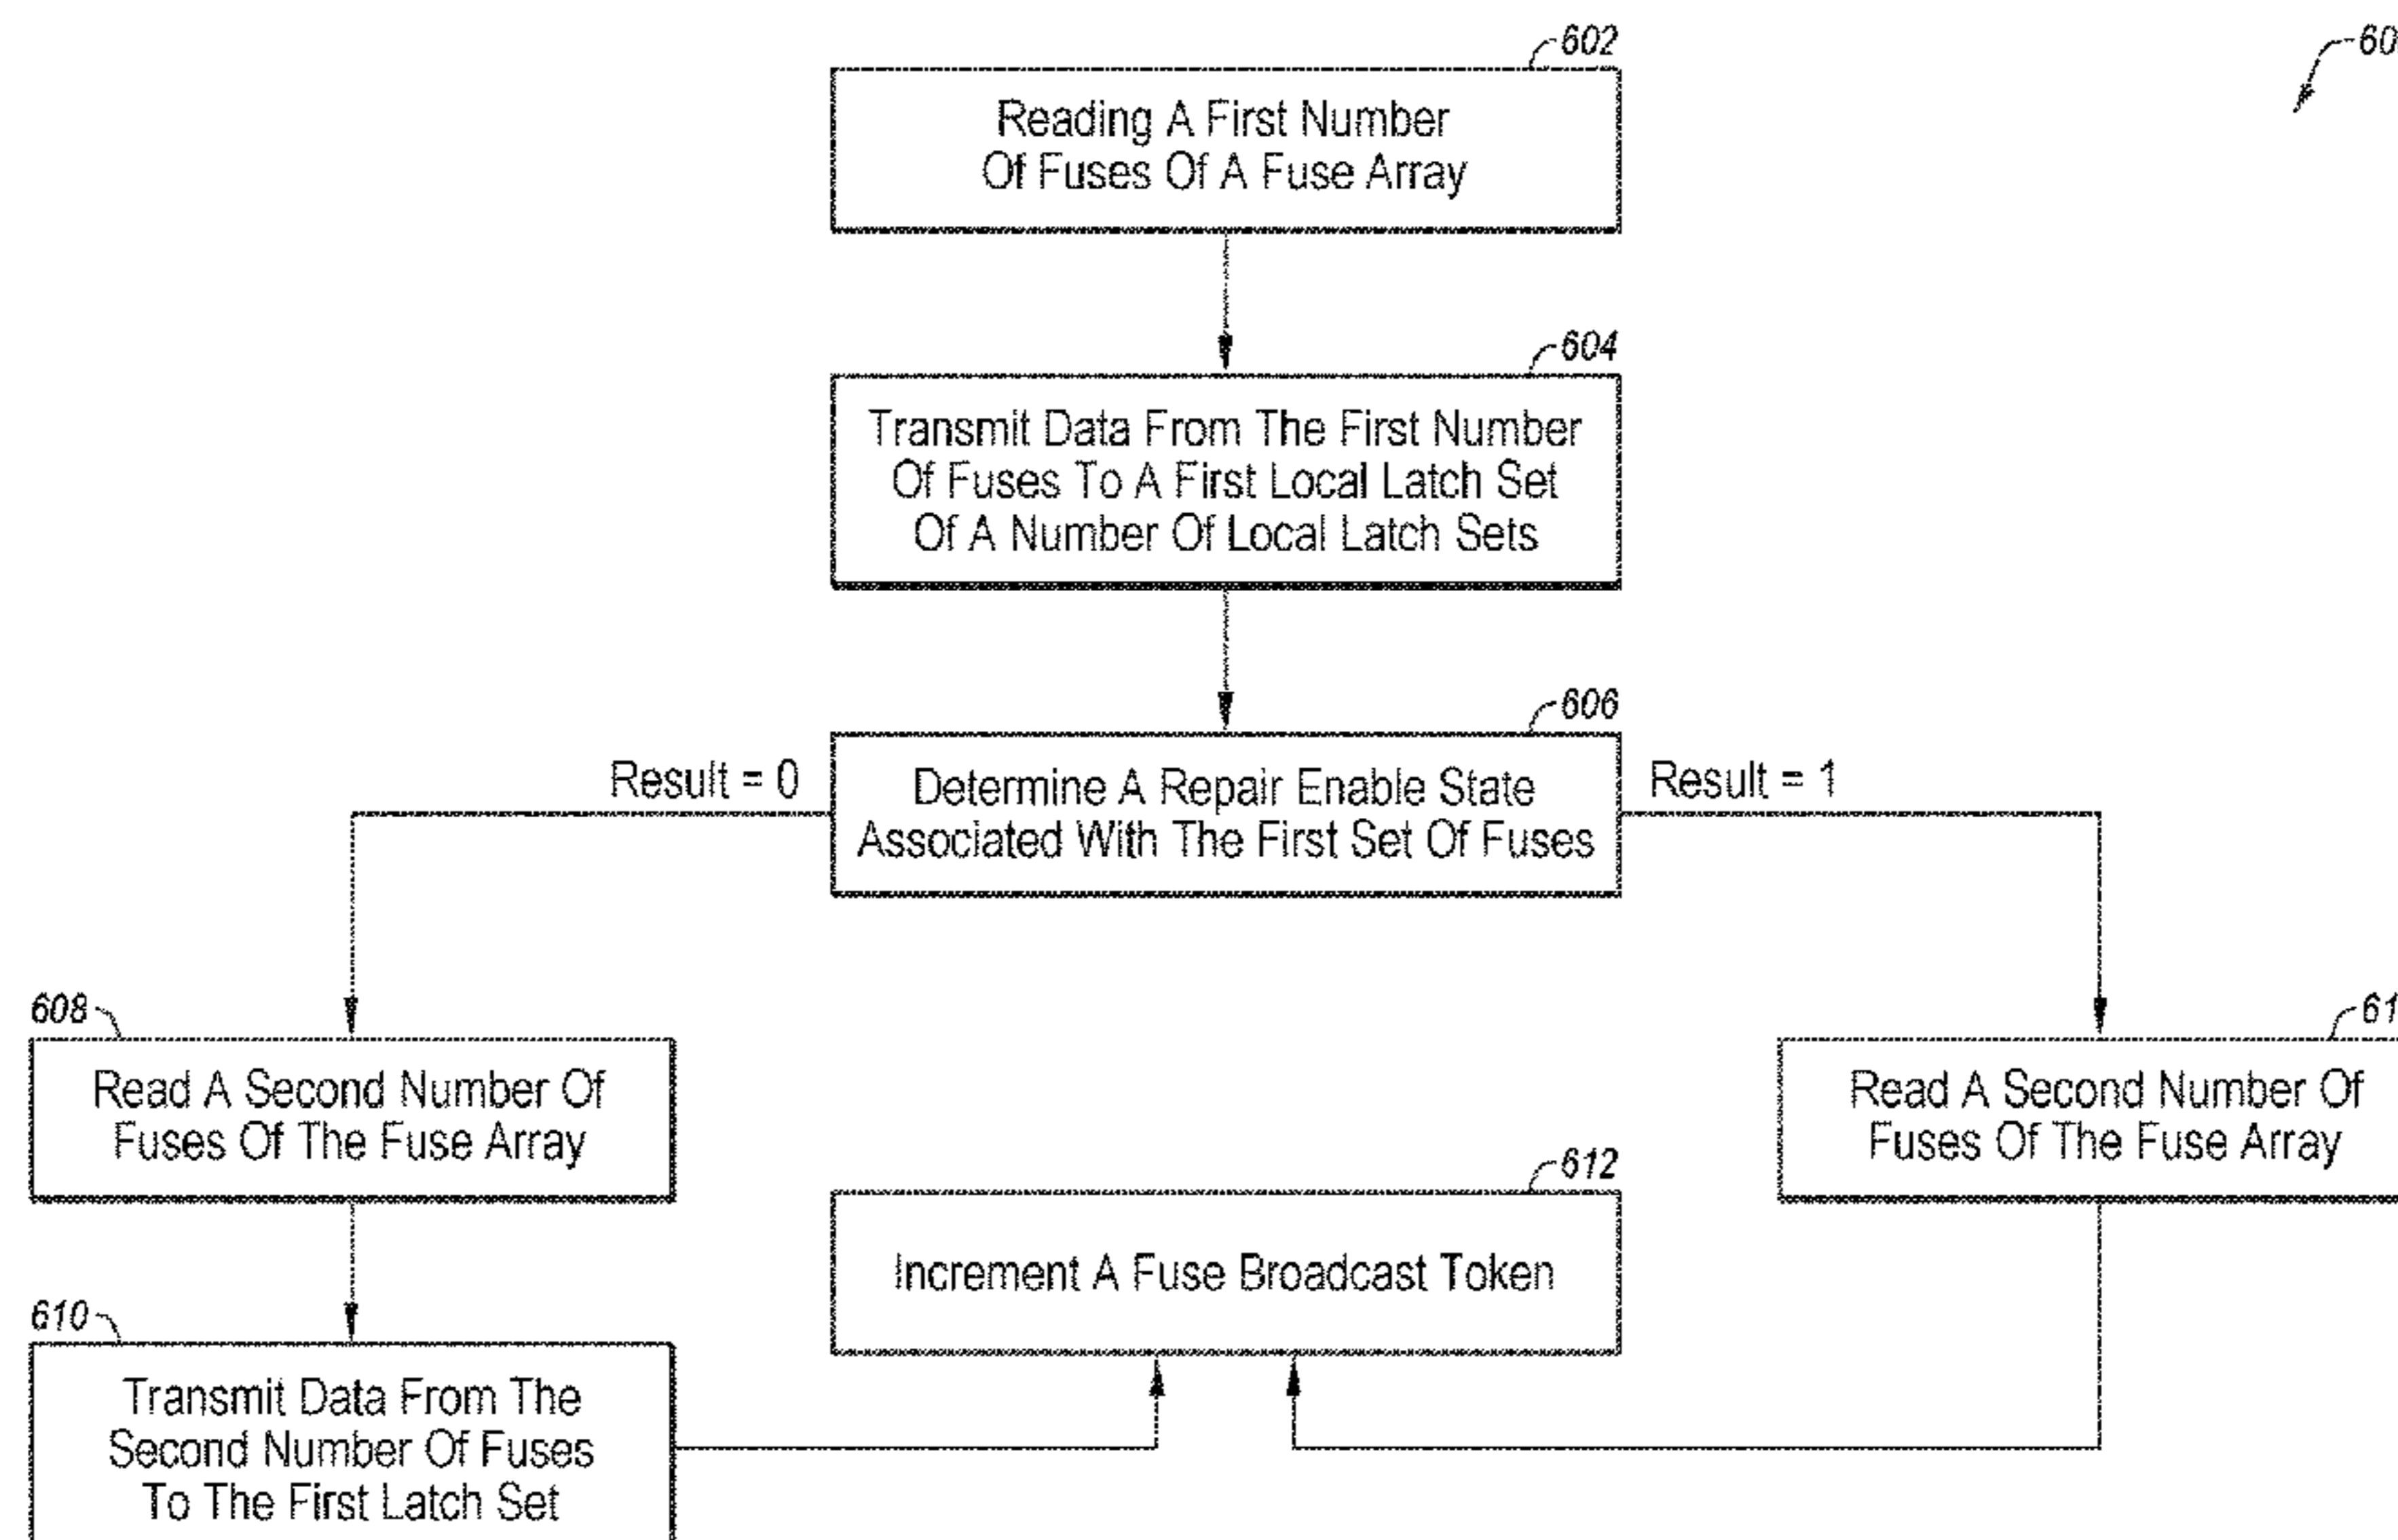 602
60
Reading A First Number
Of Fuses Of A Fuse Array
604
Transmit Data From The First Number
Of Fuses To A First Local Latch Set
Of A Number Of Local Latch Sets
606
Result = 0
Determine A Repair Enable State
Associated With The First Set Of Fuses
Result = 1
608
Read A Second Number Of
Fuses Of The Fuse Array
61
Read A Second Number Of
Fuses Of The Fuse Array
612
Increment A Fuse Broadcast Token
610
Transmit Data From The
Second Number Of Fuses
To The First Latch Set